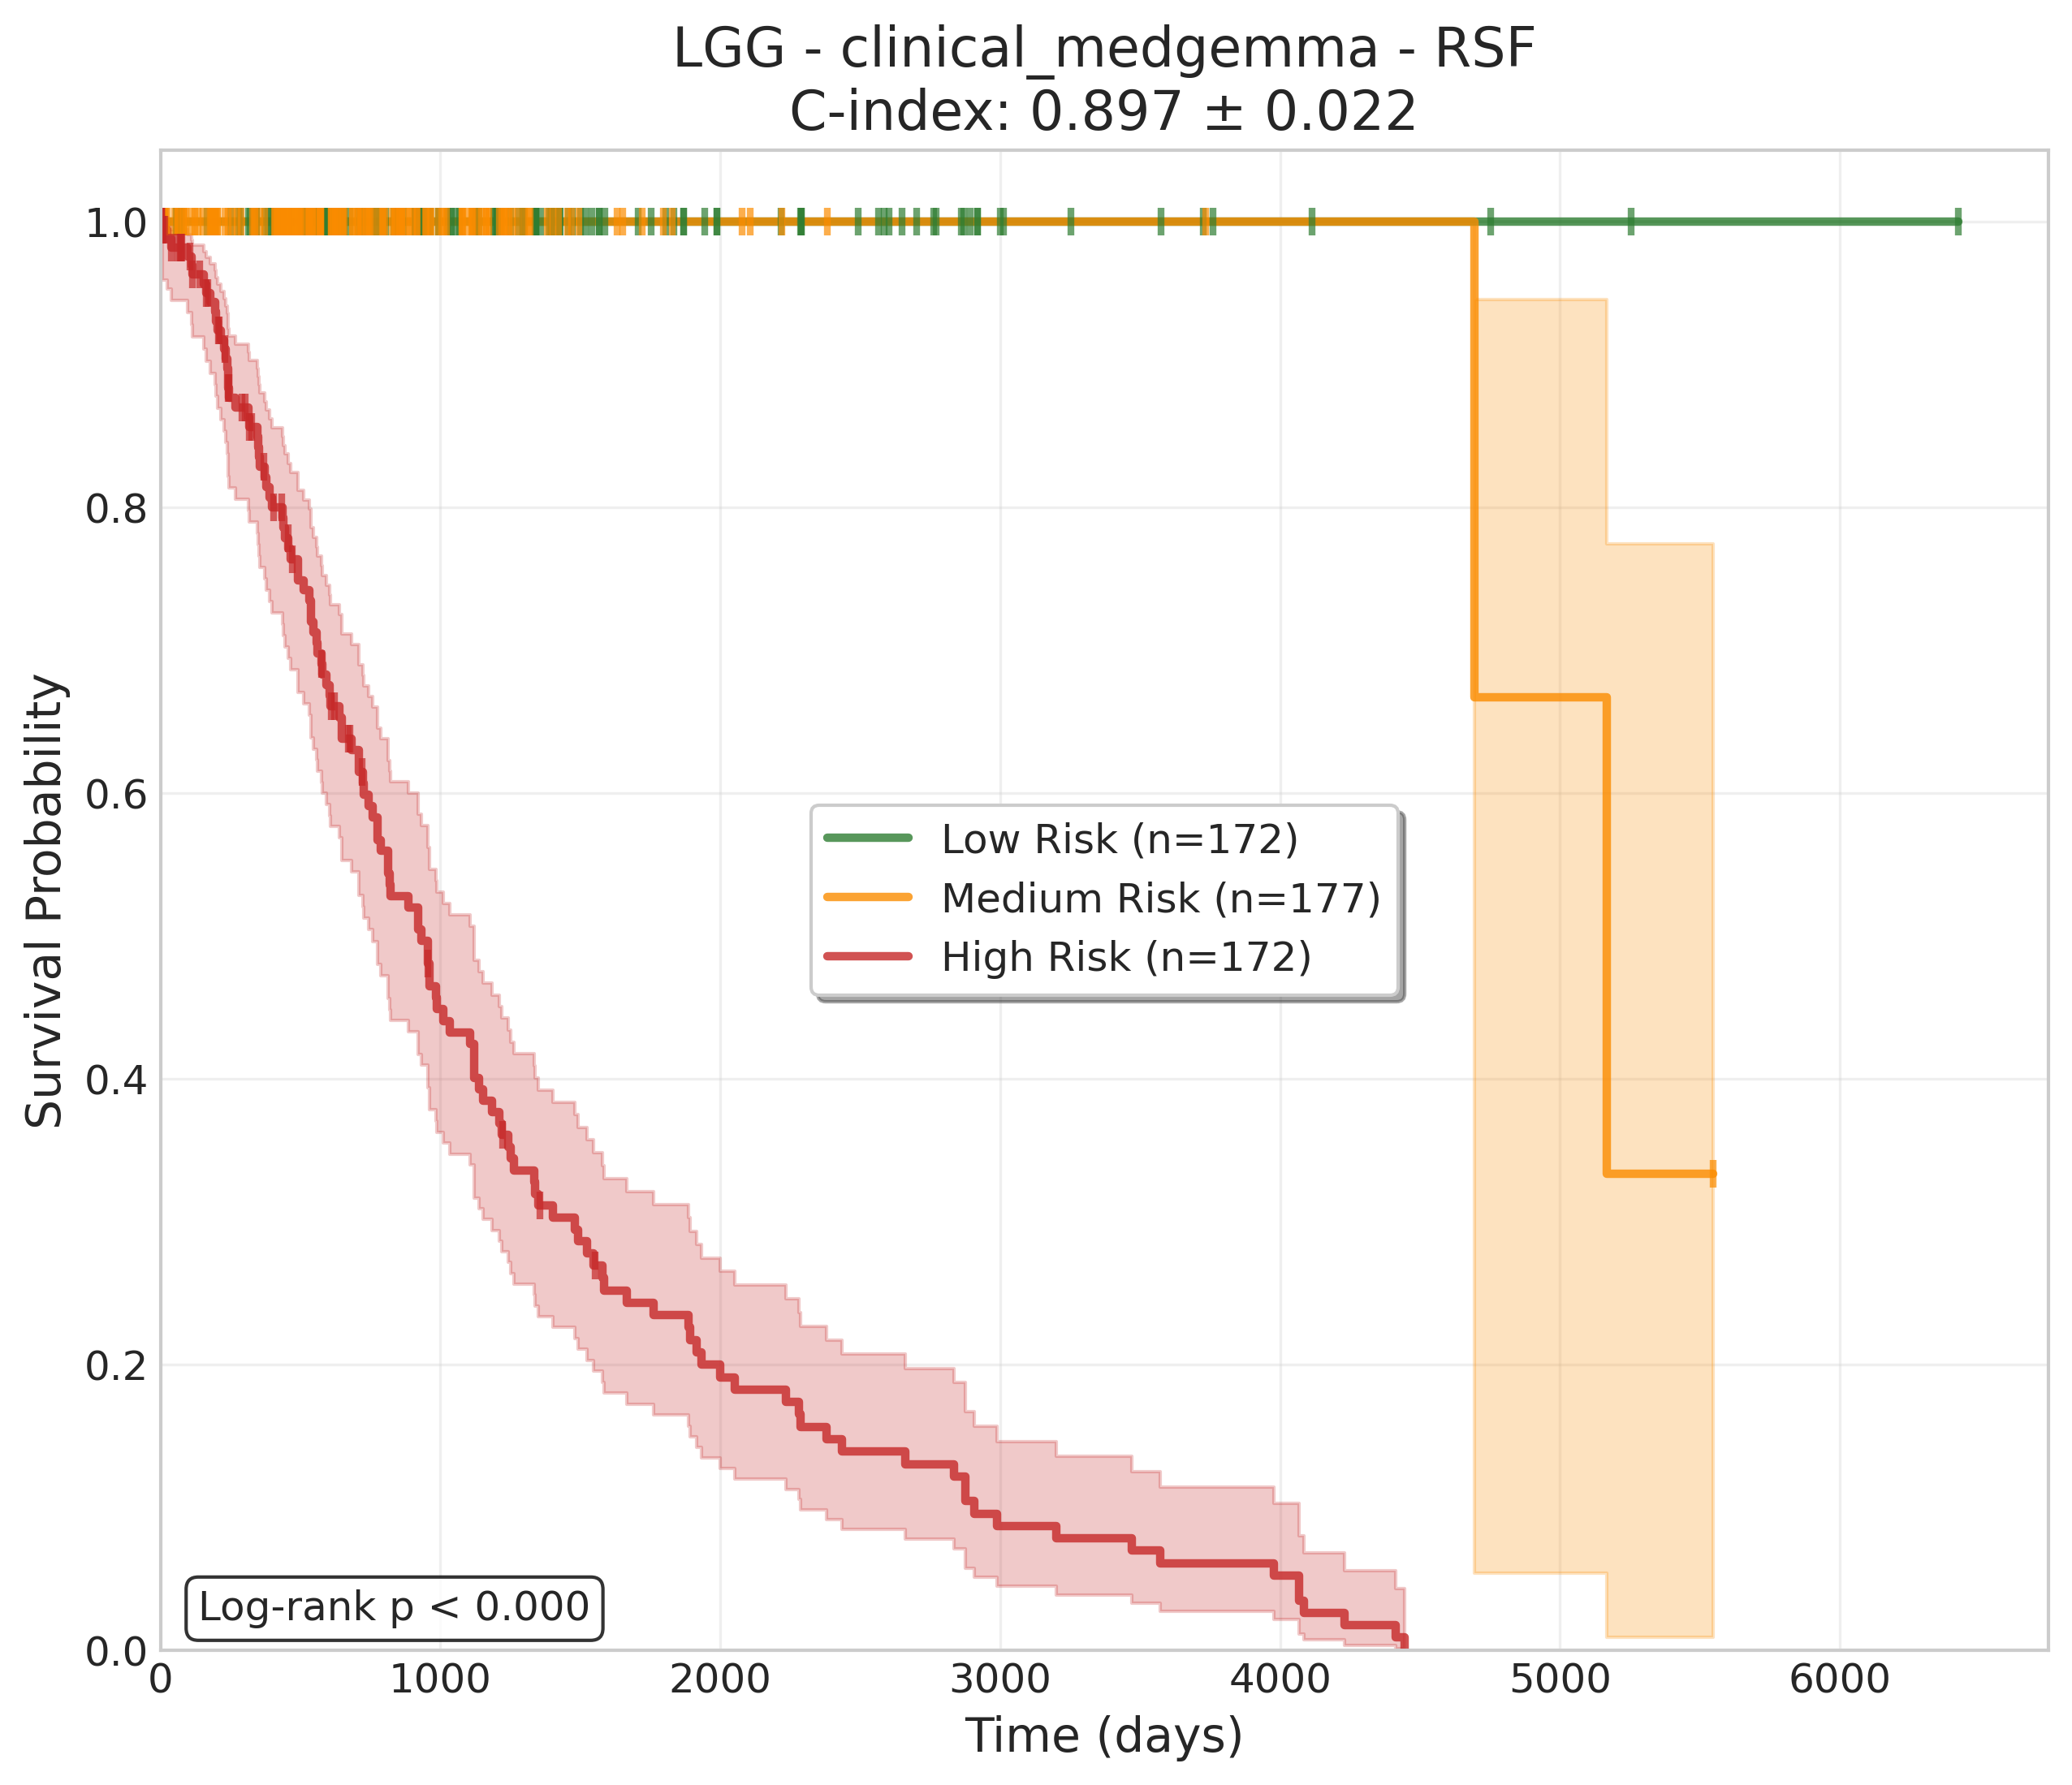 LGG - clinical_medgemma - RSF
C-index: 0.897 ± 0.022
Survival Probability
1.0
0.8
0.6
0.4
0.2
0.0
Low Risk (n=172)
Medium Risk (n=177)
High Risk (n=172)
Log-rank p < 0.000
0 1000 2000 3000 4000 5000 6000
Time (days)